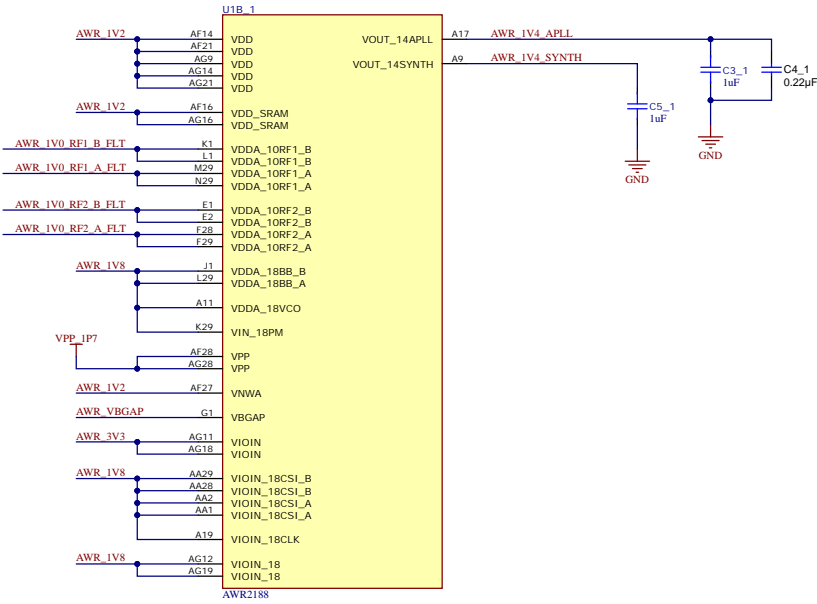 U1B_1
AWR_1V2 AF14 VDD VOUT_14APLL A17 AWR_1V4_APLL
AF21 VDD
AG9 VDD VOUT_14SYNTH A9 AWR_1V4_SYNTH
AG14 VDD
AG21 VDD
C3_1
1uF
C4_1
0.22µF
AWR_1V2 AF16 VDD_SRAM
AG16 VDD_SRAM
C5_1
1uF
AWR_1V0_RF1_B_FLT K1 VDDA_10RF1_B
L1 VDDA_10RF1_B
GND
AWR_1V0_RF1_A_FLT M29 VDDA_10RF1_A
N29 VDDA_10RF1_A
GND
AWR_1V0_RF2_B_FLT E1 VDDA_10RF2_B
E2 VDDA_10RF2_B
AWR_1V0_RF2_A_FLT F28 VDDA_10RF2_A
F29 VDDA_10RF2_A
AWR_1V8 J1 VDDA_18BB_B
L29 VDDA_18BB_A
A11 VDDA_18VCO
K29 VIN_18PM
VPP_1P7
AF28 VPP
AG28 VPP
AWR_1V2 AF27 VNWA
AWR_VBGAP G1 VBGAP
AWR_3V3 AG11 VIOIN
AG18 VIOIN
AWR_1V8 AA29 VIOIN_18CSI_B
AA28 VIOIN_18CSI_B
AA2 VIOIN_18CSI_A
AA1 VIOIN_18CSI_A
A19 VIOIN_18CLK
AWR_1V8 AG12 VIOIN_18
AG19 VIOIN_18
AWR2188